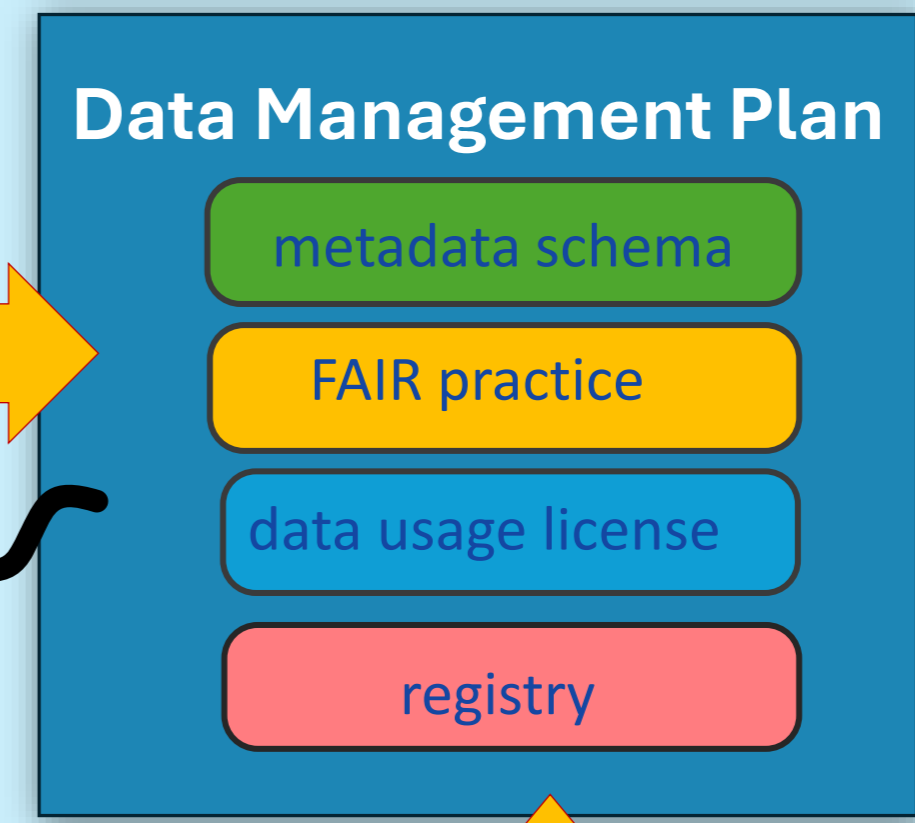 Data Management Plan
metadata schema
FAIR practice
data usage license
registry